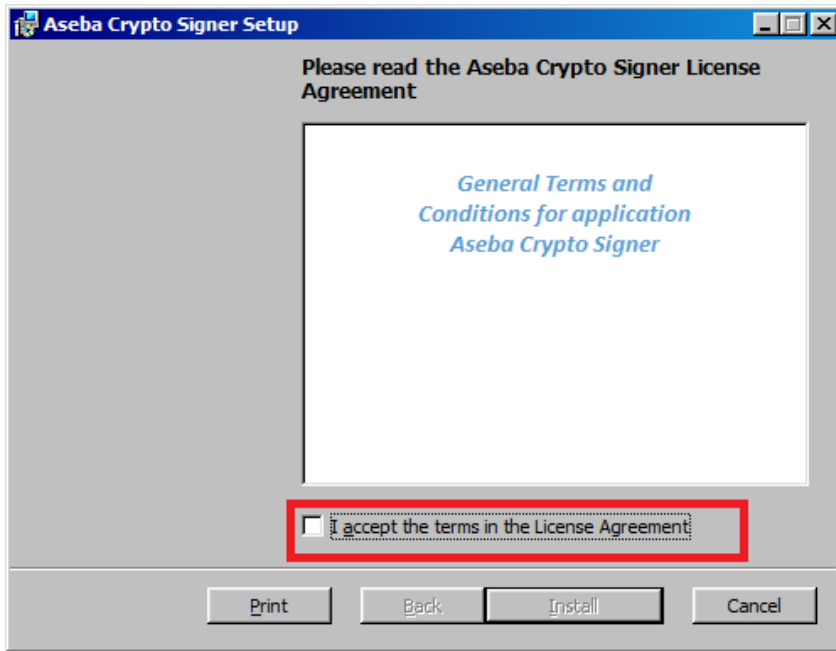 Aseba Crypto Signer Setup
Please read the Aseba Crypto Signer License
Agreement
General Terms and
Conditions for application
Aseba Crypto Signer
I accept the terms in the License Agreement
Print
Back
Install
Cancel